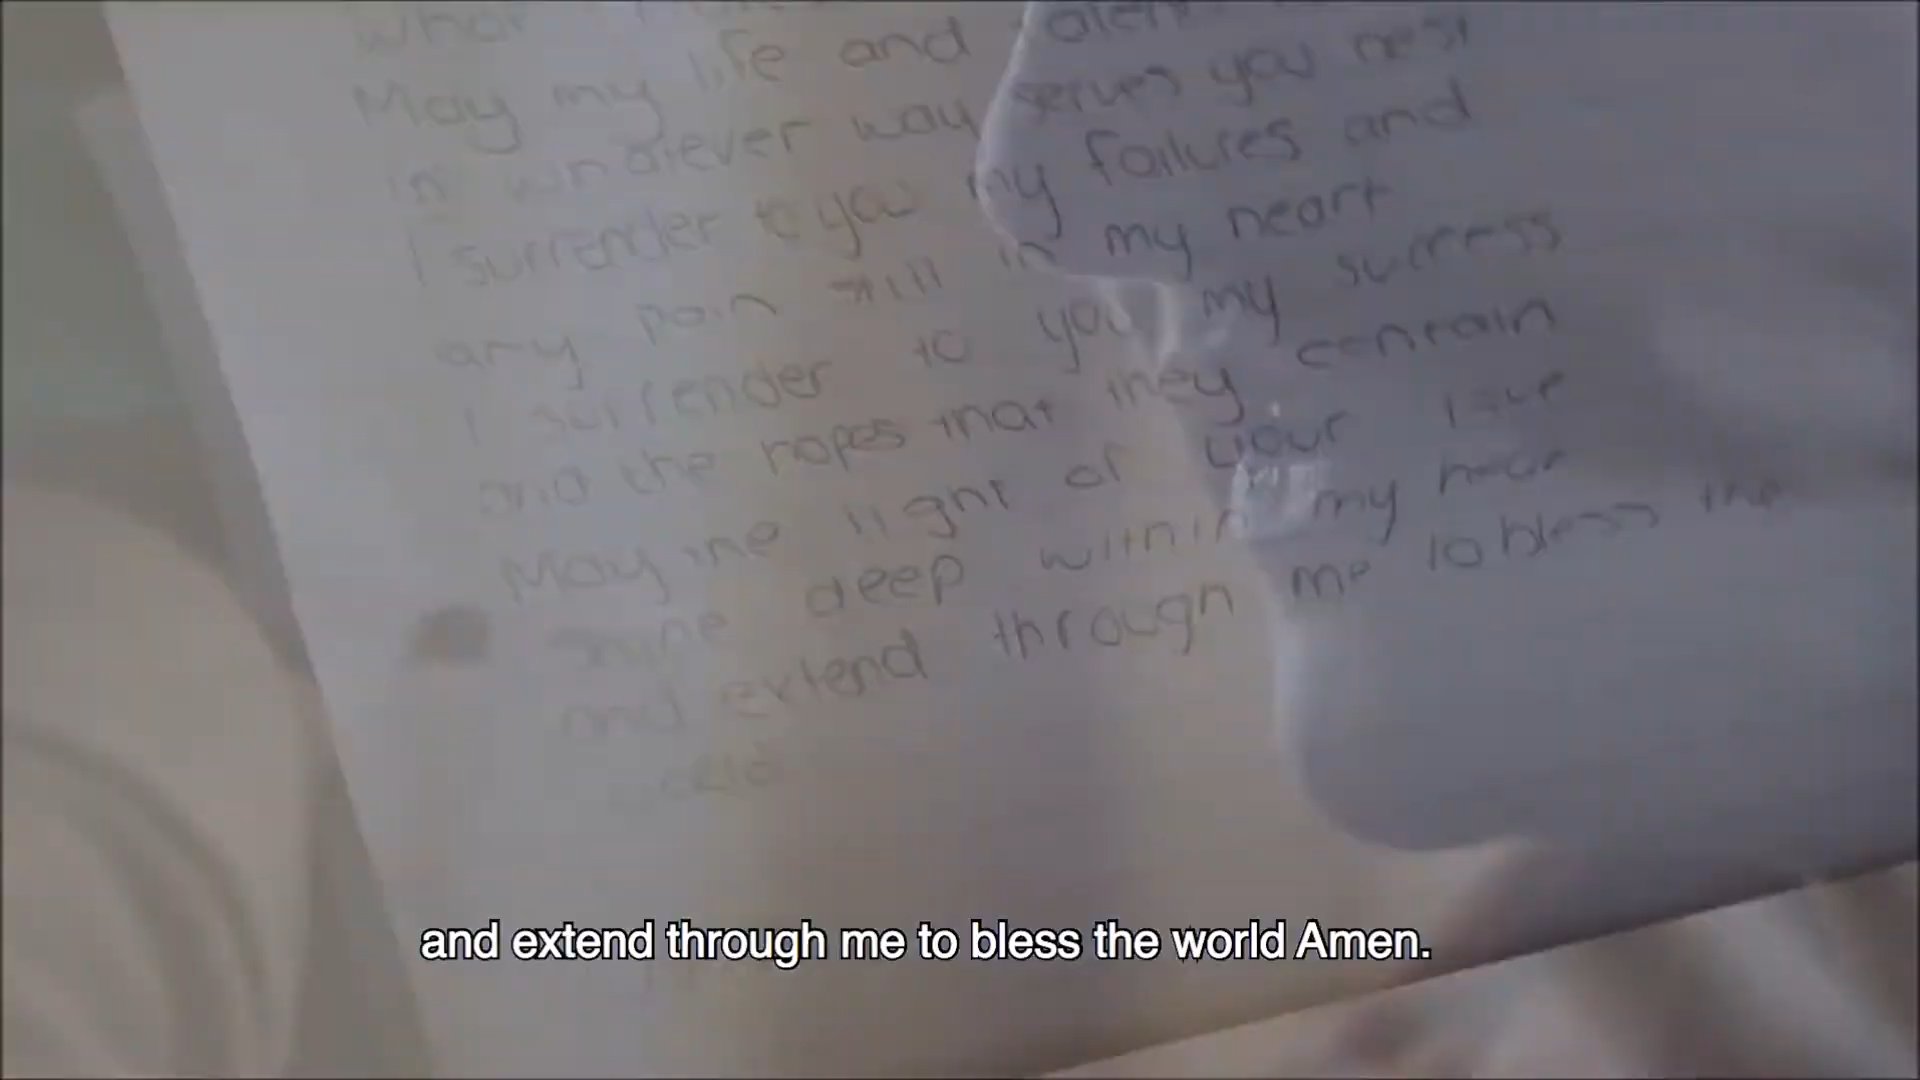 May my life and
in whatever way serves you best
I surrender to you my failures and
any pain still in my heart
I surrender to you my success
and the ropes that they contain
May the light of your love
shine deep within my hear
and extend through me to bless the
and extend through me to bless the world Amen.